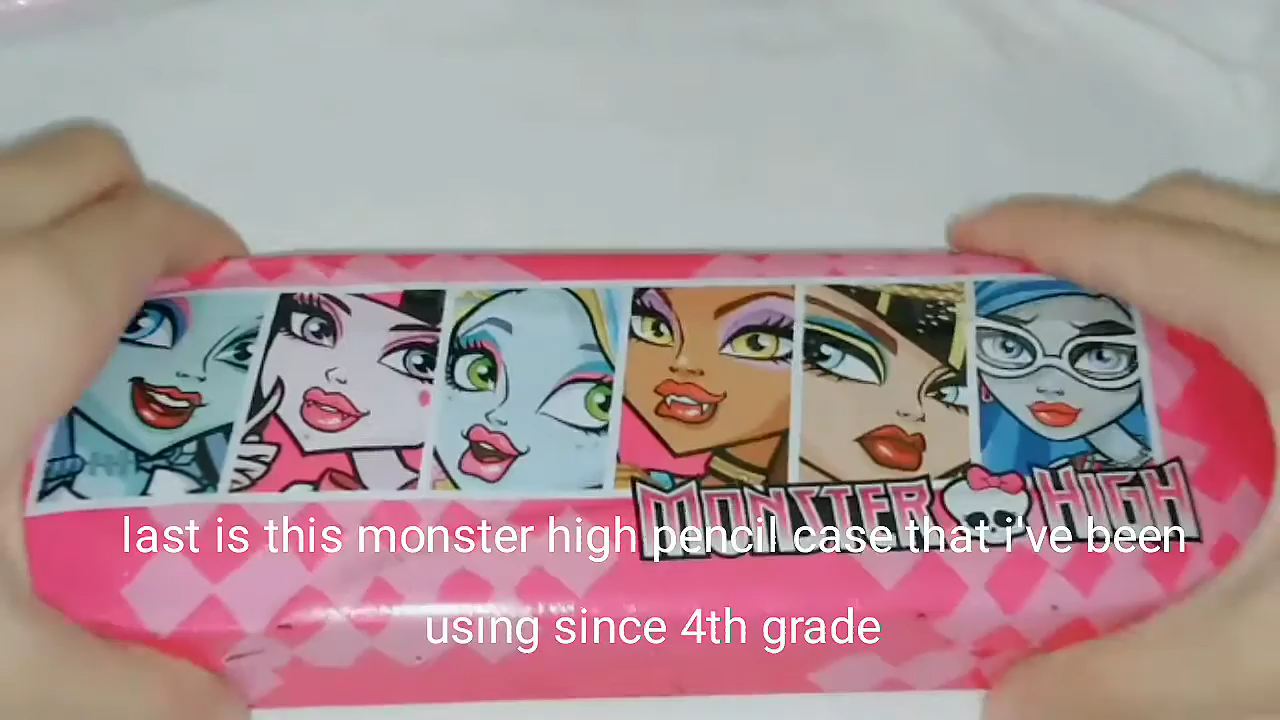 MONSTER HIGH
last is this monster high pencil case that i've been
using since 4th grade